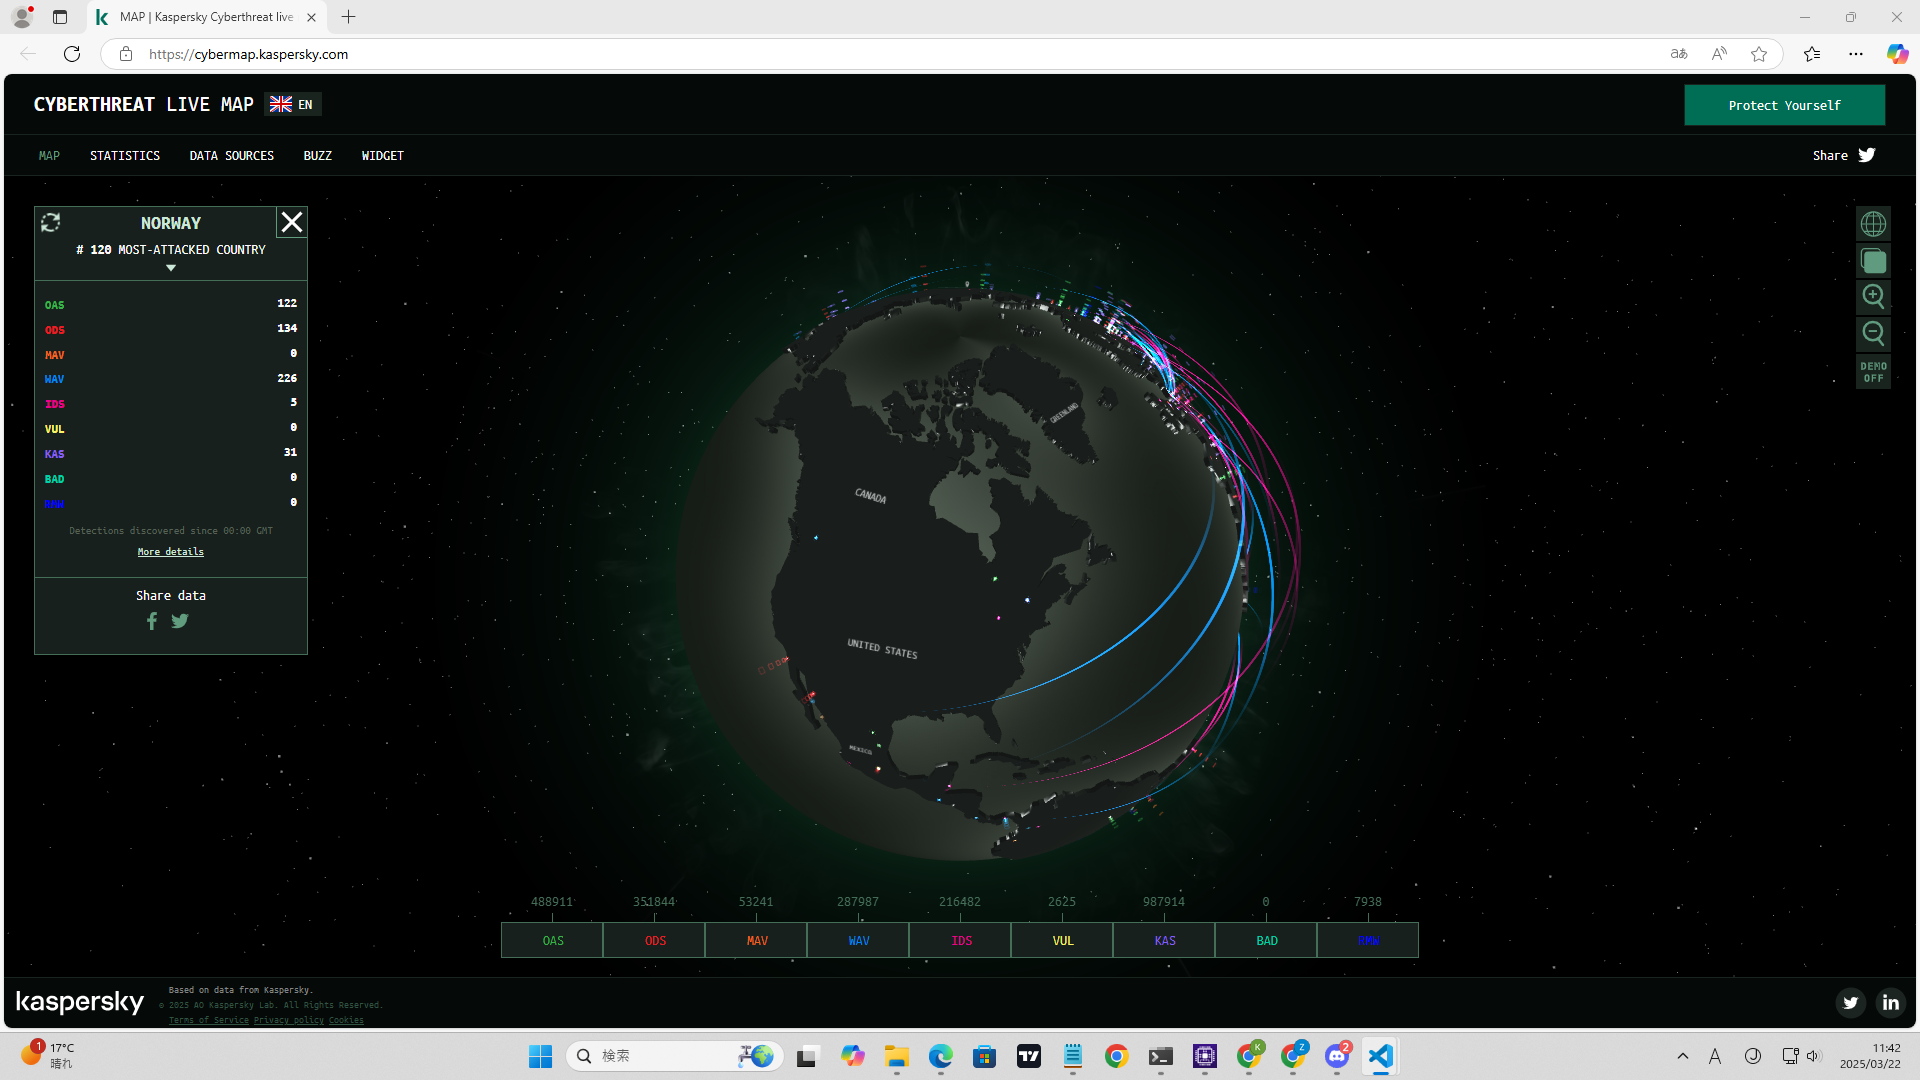 MAP | Kaspersky Cyberthreat live
https://cybermap.kaspersky.com
CYBERTHREAT LIVE MAP EN
Protect Yourself
MAP STATISTICS DATA SOURCES BUZZ WIDGET
Share
NORWAY
# 120 MOST-ATTACKED COUNTRY
OAS 122
ODS 134
MAV 0
WAV 226
IDS 5
VUL 0
KAS 31
BAD 0
RMW 0
Detections discovered since 00:00 GMT
More details
Share data
DEMO
OFF
GREENLAND
CANADA
UNITED STATES
MEXICO
488911 351844 53241 287987 216482 2625 987914 0 7938
OAS ODS MAV WAV IDS VUL KAS BAD RMW
kaspersky
Based on data from Kaspersky.
© 2025 AO Kaspersky Lab. All Rights Reserved.
Terms of Service Privacy policy Cookies
1
17°C
晴れ
検索
K
Z
2
A
11:42
2025/03/22